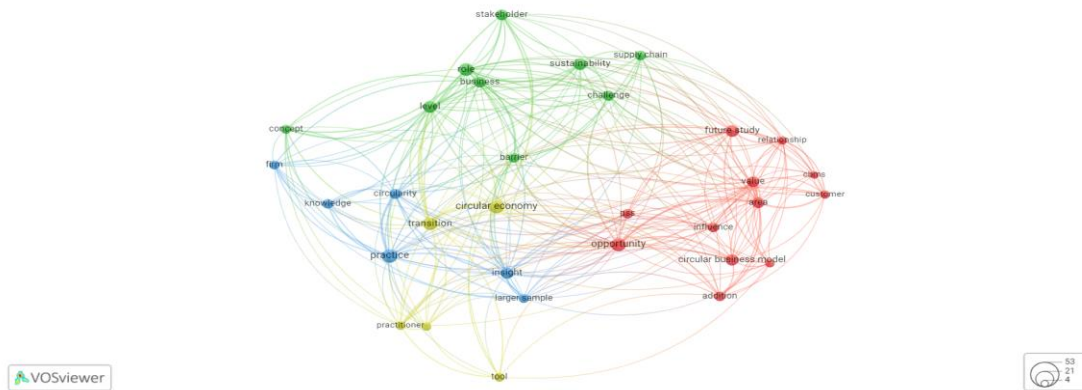 stakeholder
supply chain
sustainability
role
business
challenge
level
concept
future study
relationship
barrier
firm
cbms
value
customer
circularity
area
knowledge
circular economy
pss
transition
influence
opportunity
practice
circular business model
insight
larger sample
addition
practitioner
tool
VOSviewer
53
21
4